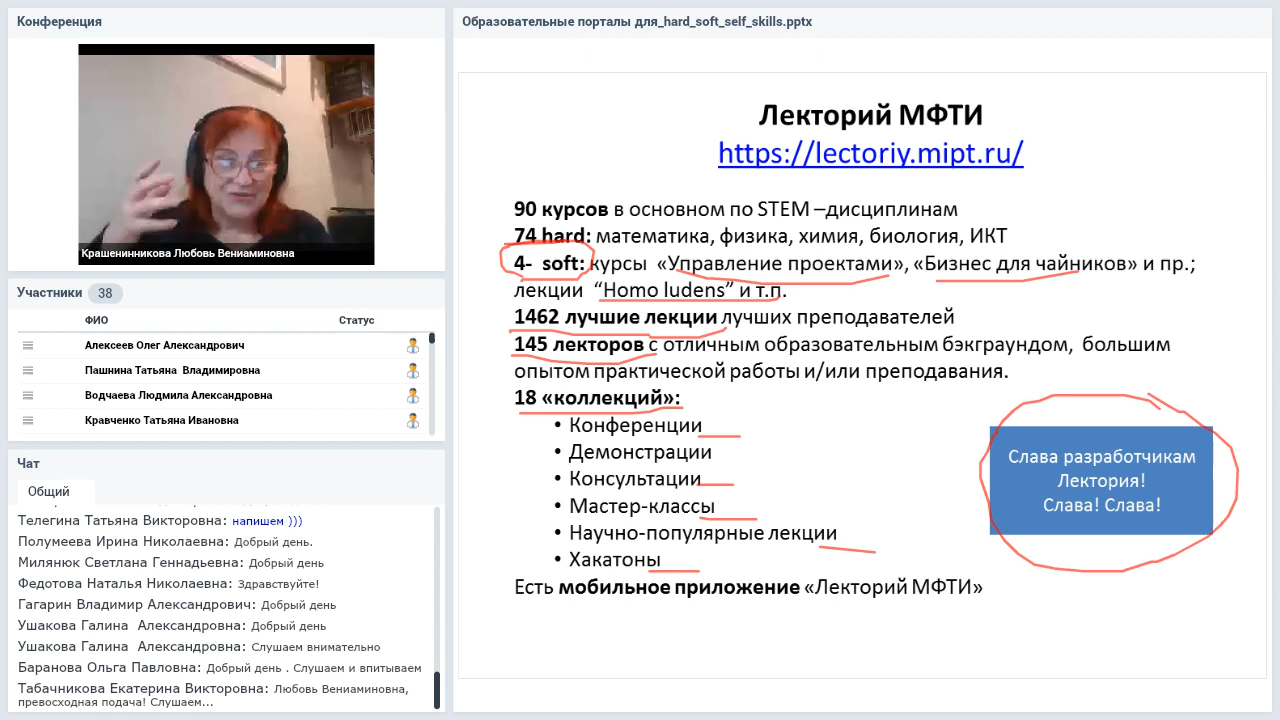 Конференция
Крашенинникова Любовь Вениаминовна
Участники 38
ФИО Статус
Алексеев Олег Александрович
Пашнина Татьяна Владимировна
Водчаева Людмила Александровна
Кравченко Татьяна Ивановна
Чат
Общий
Телегина Татьяна Викторовна: напишем )))
Полумеева Ирина Николаевна: Добрый день.
Милянюк Светлана Геннадьевна: Добрый день
Федотова Наталья Николаевна: Здравствуйте!
Гагарин Владимир Александрович: Добрый день
Ушакова Галина Александровна: Добрый день
Ушакова Галина Александровна: Слушаем внимательно
Баранова Ольга Павловна: Добрый день . Слушаем и впитываем
Табачникова Екатерина Викторовна: Любовь Вениаминовна,
превосходная подача! Слушаем...
Образовательные порталы для_hard_soft_self_skills.pptx
Лекторий МФТИ
https://lectoriy.mipt.ru/
90 курсов в основном по STEM –дисциплинам
74 hard: математика, физика, химия, биология, ИКТ
4- soft: курсы «Управление проектами», «Бизнес для чайников» и пр.;
лекции “Homo ludens” и т.п.
1462 лучшие лекции лучших преподавателей
145 лекторов с отличным образовательным бэкграундом, большим
опытом практической работы и/или преподавания.
18 «коллекций»:
• Конференции
• Демонстрации
• Консультации
• Мастер-классы
• Научно-популярные лекции
• Хакатоны
Есть мобильное приложение «Лекторий МФТИ»
Слава разработчикам
Лектория!
Слава! Слава!